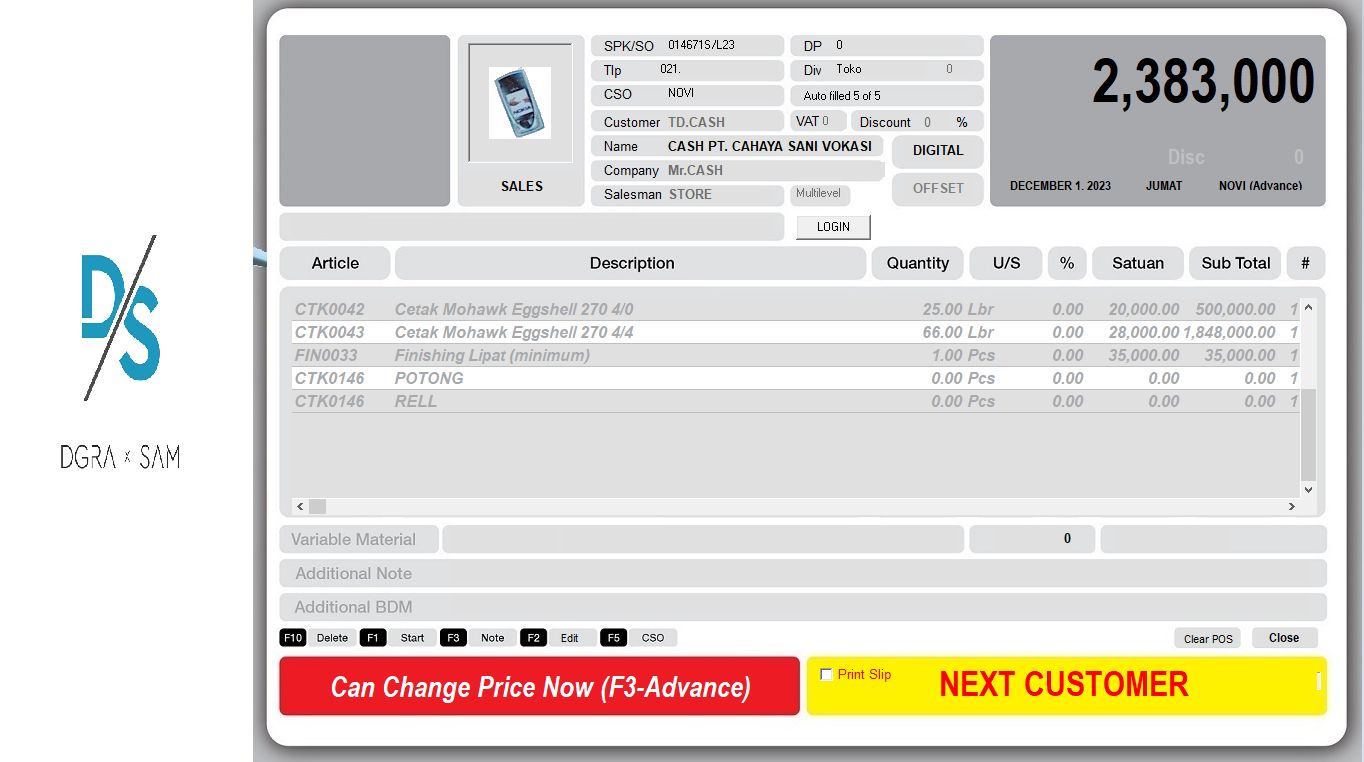 D/S
DGRA x SAM
NOKIA
SALES
SPK/SO 014671S/L23
Tlp 021.
CSO NOVI
Customer TD.CASH
Name CASH PT. CAHAYA SANI VOKASI
Company Mr.CASH
Salesman STORE
DP 0
Div Toko 0
Auto filled 5 of 5
VAT 0 Discount 0 %
DIGITAL
OFFSET
Multilevel
LOGIN
2,383,000
Disc 0
DECEMBER 1. 2023 JUMAT NOVI (Advance)
Article Description Quantity U/S % Satuan Sub Total #
CTK0042 Cetak Mohawk Eggshell 270 4/0 25.00 Lbr 0.00 20,000.00 500,000.00 1
CTK0043 Cetak Mohawk Eggshell 270 4/4 66.00 Lbr 0.00 28,000.00 1,848,000.00 1
FIN0033 Finishing Lipat (minimum) 1.00 Pcs 0.00 35,000.00 35,000.00 1
CTK0146 POTONG 0.00 Pcs 0.00 0.00 0.00 1
CTK0146 RELL 0.00 Pcs 0.00 0.00 0.00 1
Variable Material 0
Additional Note
Additional BDM
F10 Delete F1 Start F3 Note F2 Edit F5 CSO Clear POS Close
Can Change Price Now (F3-Advance)
Print Slip NEXT CUSTOMER